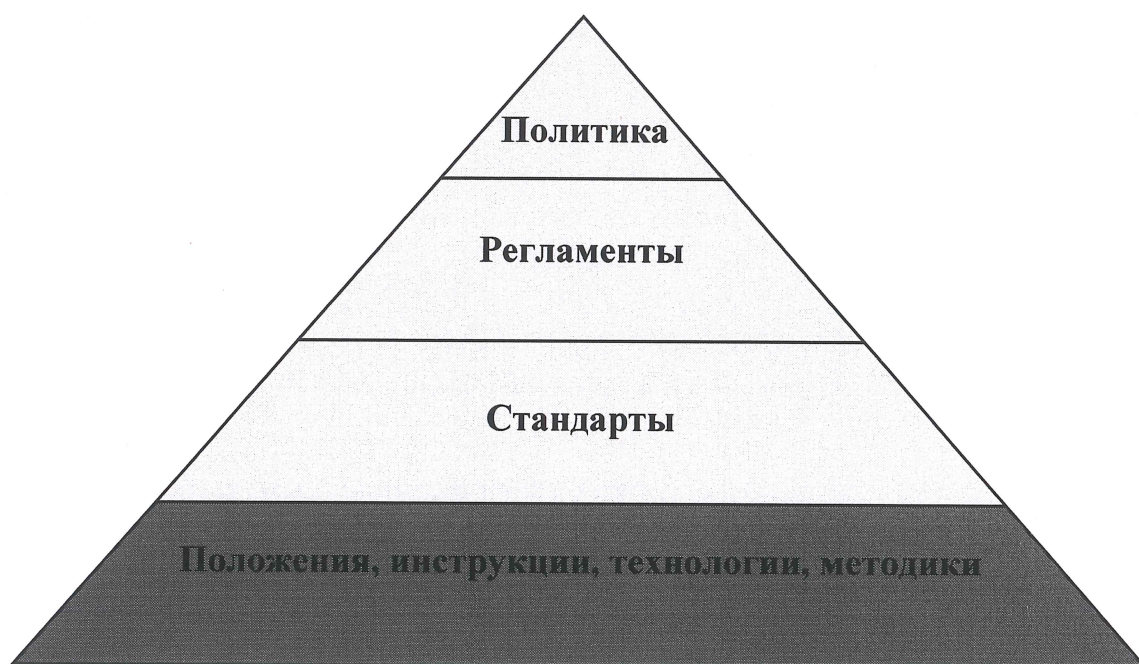 Политика
Регламенты
Стандарты
Положения, инструкции, технологии, методики